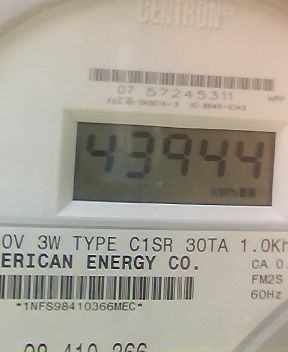 CENTRON®
07 57245311
43944
kWh
0V 3W TYPE C1SR 30TA 1.0Kh
ERICAN ENERGY CO.
CA 0.
FM2S
60Hz
*1NFS98410366MEC*
98 410 366